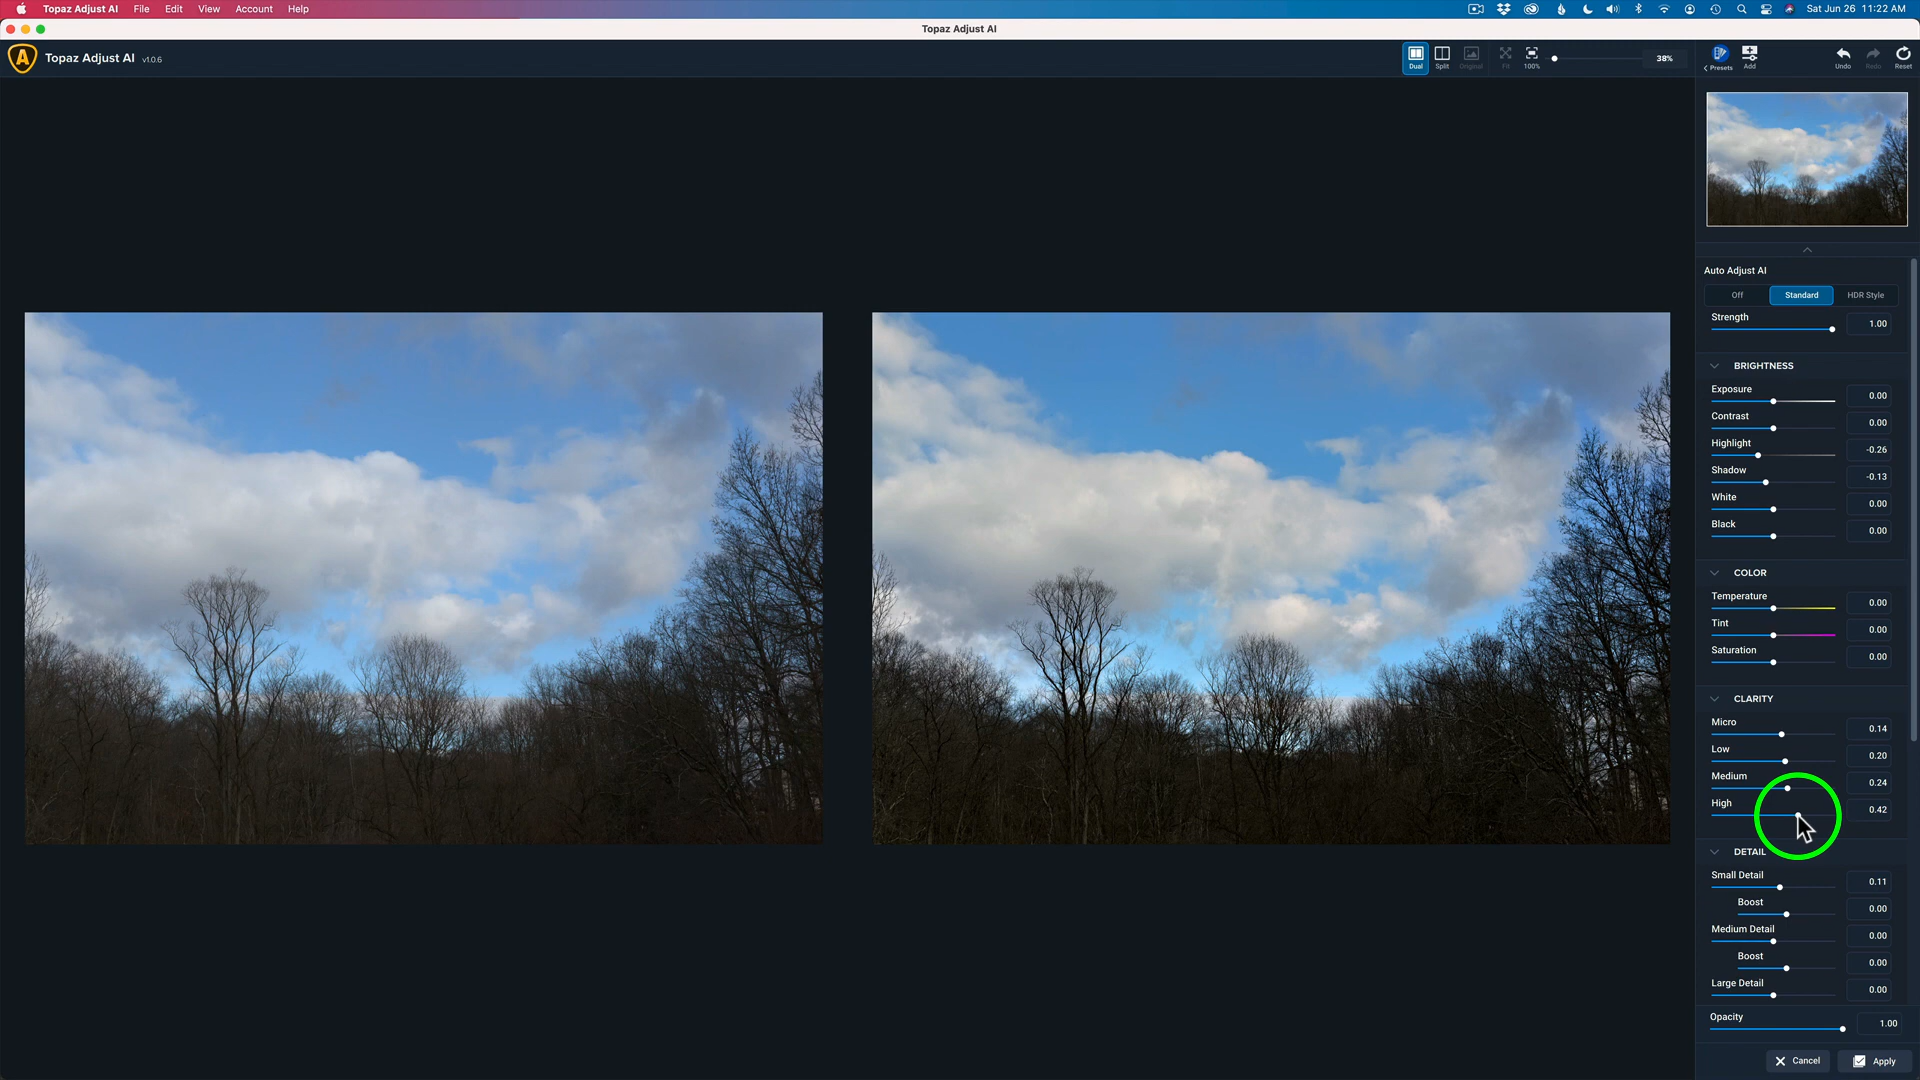 Topaz Adjust AI File Edit View Account Help Sat Jun 26 11:22 AM
Topaz Adjust AI
Topaz Adjust AI v1.0.6
Dual Split Original Fit 100% 38% Presets Add Undo Redo Reset
Auto Adjust AI
Off Standard HDR Style
Strength 1.00
BRIGHTNESS
Exposure 0.00
Contrast 0.00
Highlight -0.26
Shadow -0.13
White 0.00
Black 0.00
COLOR
Temperature 0.00
Tint 0.00
Saturation 0.00
CLARITY
Micro 0.14
Low 0.20
Medium 0.24
High 0.42
DETAIL
Small Detail 0.11
Boost 0.00
Medium Detail 0.00
Boost 0.00
Large Detail 0.00
Opacity 1.00
Cancel Apply